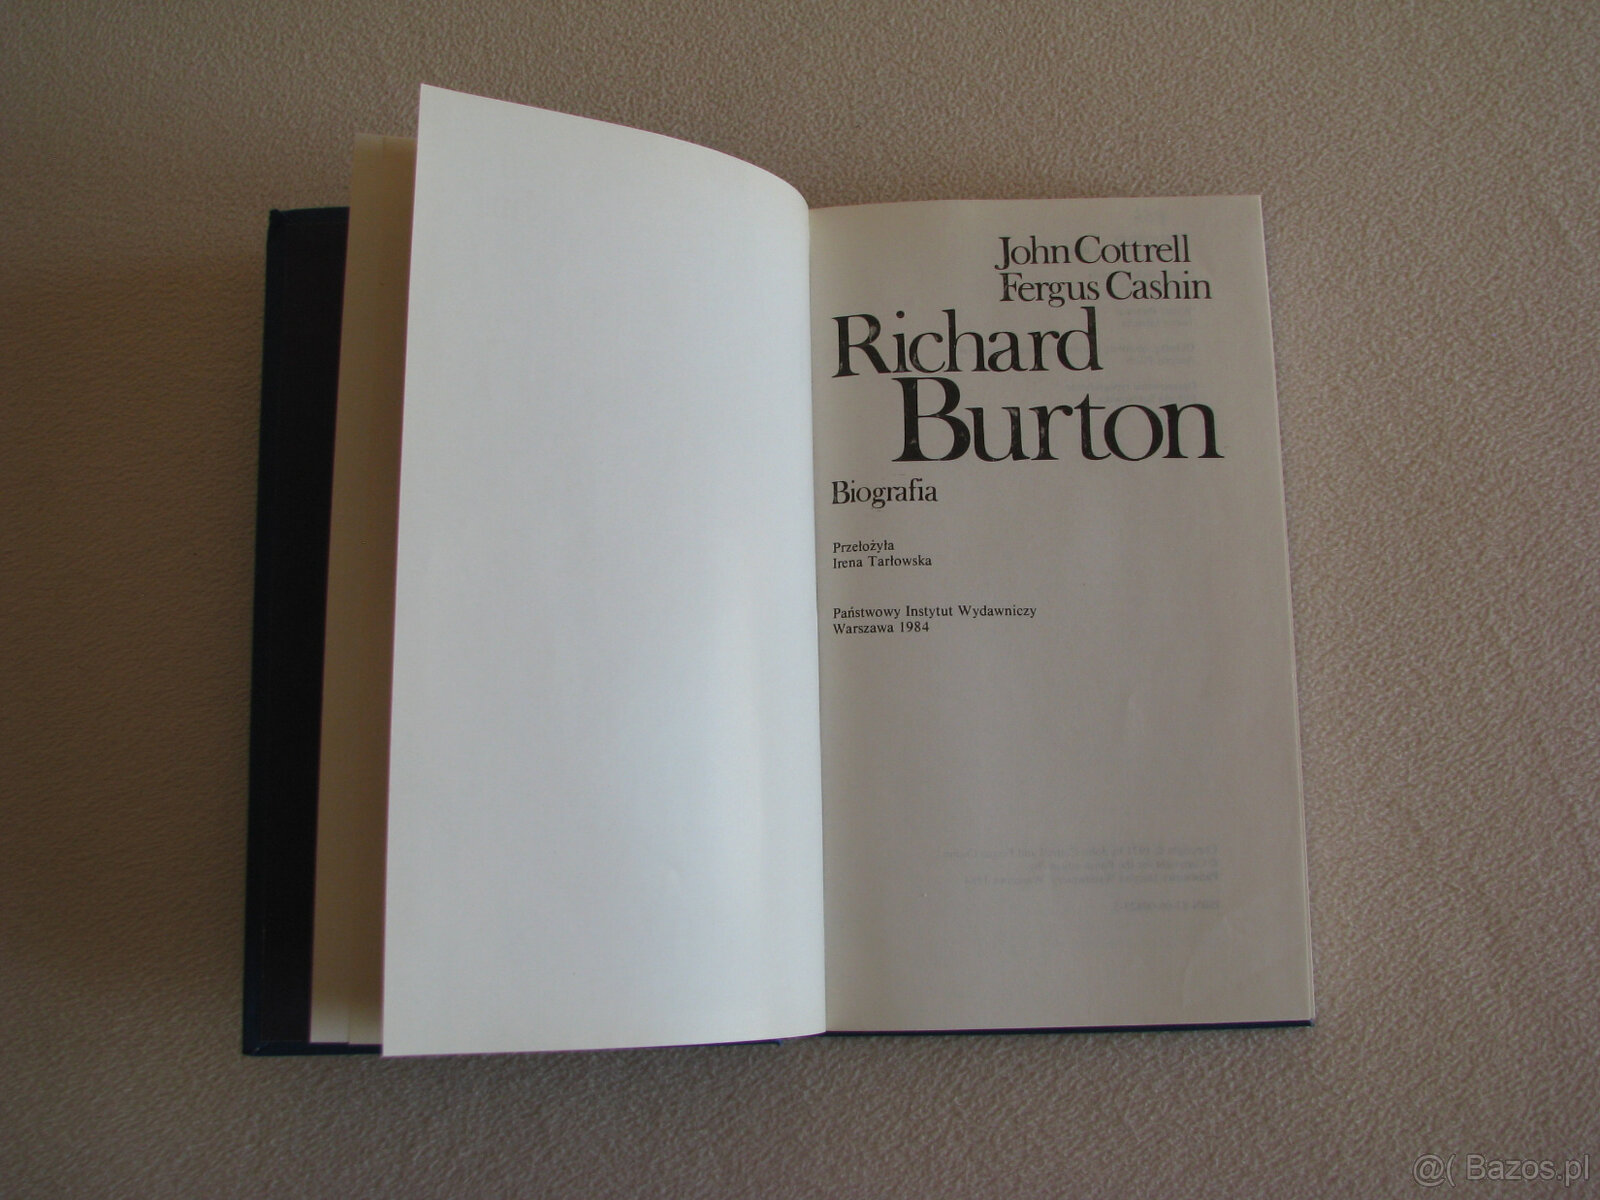 John Cottrell
Fergus Cashin
Richard
Burton
Biografia
Przełożyła
Irena Tarłowska
Państwowy Instytut Wydawniczy
Warszawa 1984
@( Bazos.pl